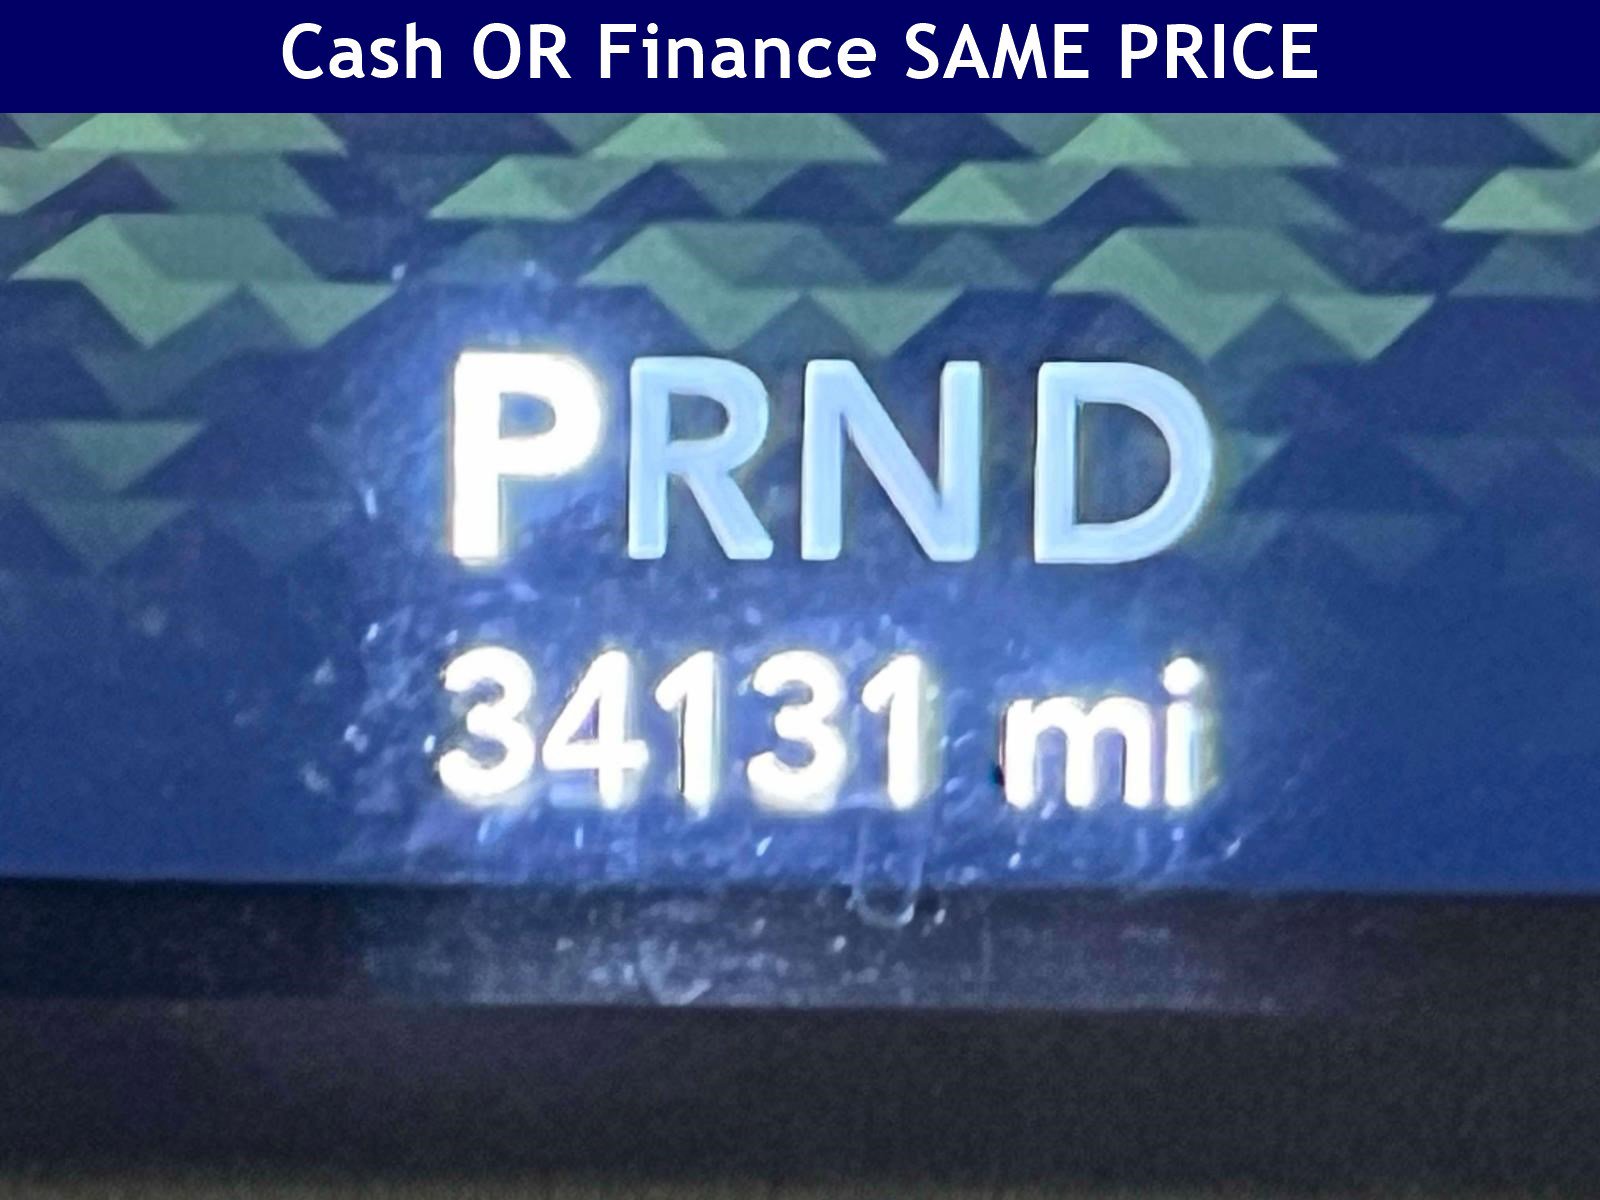 Cash OR Finance SAME PRICE
PRND
34131 mi